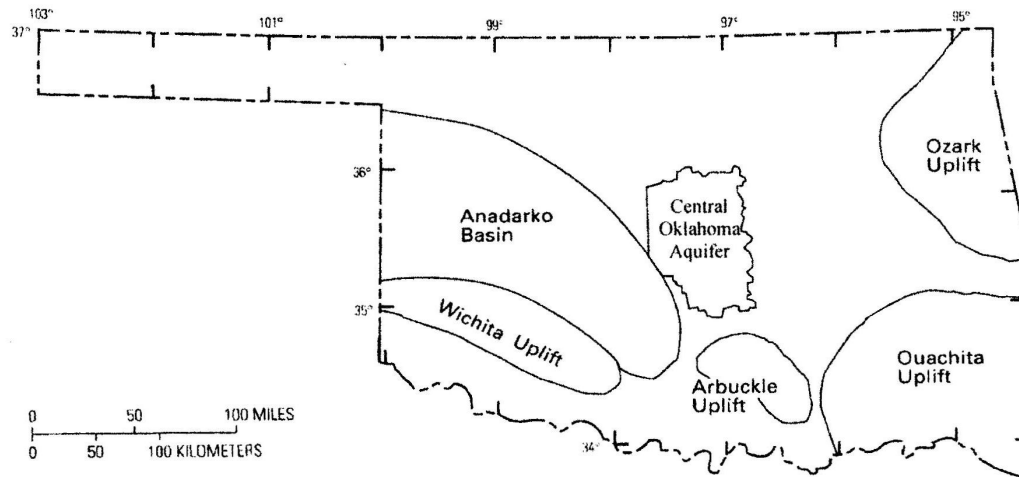 103°
101°
99°
97°
95°
37°
36°
35°
34°
Ozark
Uplift
Central
Oklahoma
Aquifer
Anadarko
Basin
Wichita Uplift
Arbuckle
Uplift
Ouachita
Uplift
0 50 100 MILES
0 50 100 KILOMETERS